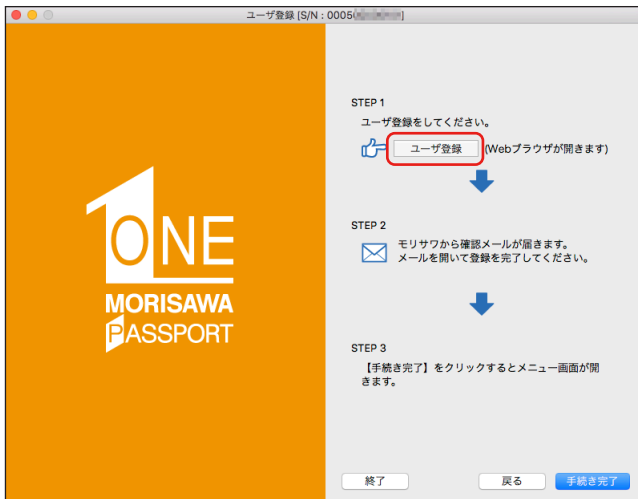 ユーザ登録 [S/N : 0005
ONE
MORISAWA
PASSPORT
STEP 1
ユーザ登録をしてください。
ユーザ登録 (Webブラウザが開きます)
STEP 2
モリサワから確認メールが届きます。
メールを開いて登録を完了してください。
STEP 3
【手続き完了】をクリックするとメニュー画面が開
きます。
終了 戻る 手続き完了